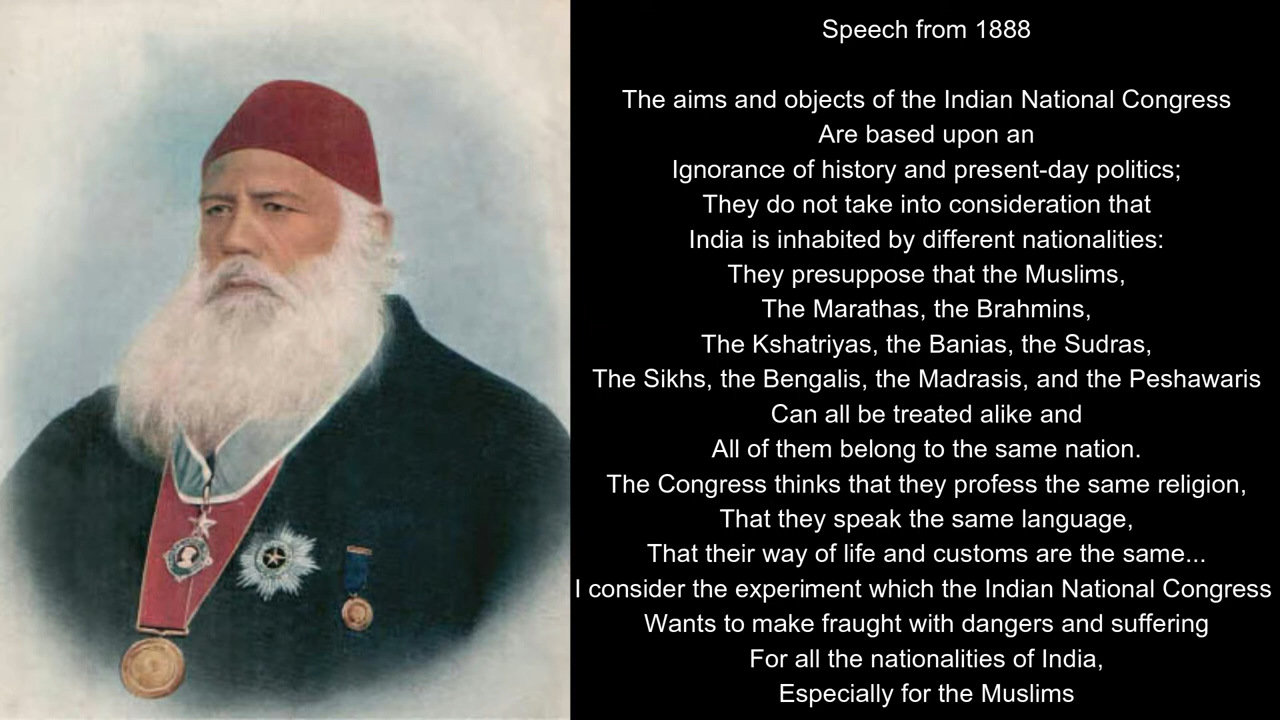 Speech from 1888
The aims and objects of the Indian National Congress
Are based upon an
Ignorance of history and present-day politics;
They do not take into consideration that
India is inhabited by different nationalities:
They presuppose that the Muslims,
The Marathas, the Brahmins,
The Kshatriyas, the Banias, the Sudras,
The Sikhs, the Bengalis, the Madrasis, and the Peshawaris
Can all be treated alike and
All of them belong to the same nation.
The Congress thinks that they profess the same religion,
That they speak the same language,
That their way of life and customs are the same...
I consider the experiment which the Indian National Congress
Wants to make fraught with dangers and suffering
For all the nationalities of India,
Especially for the Muslims